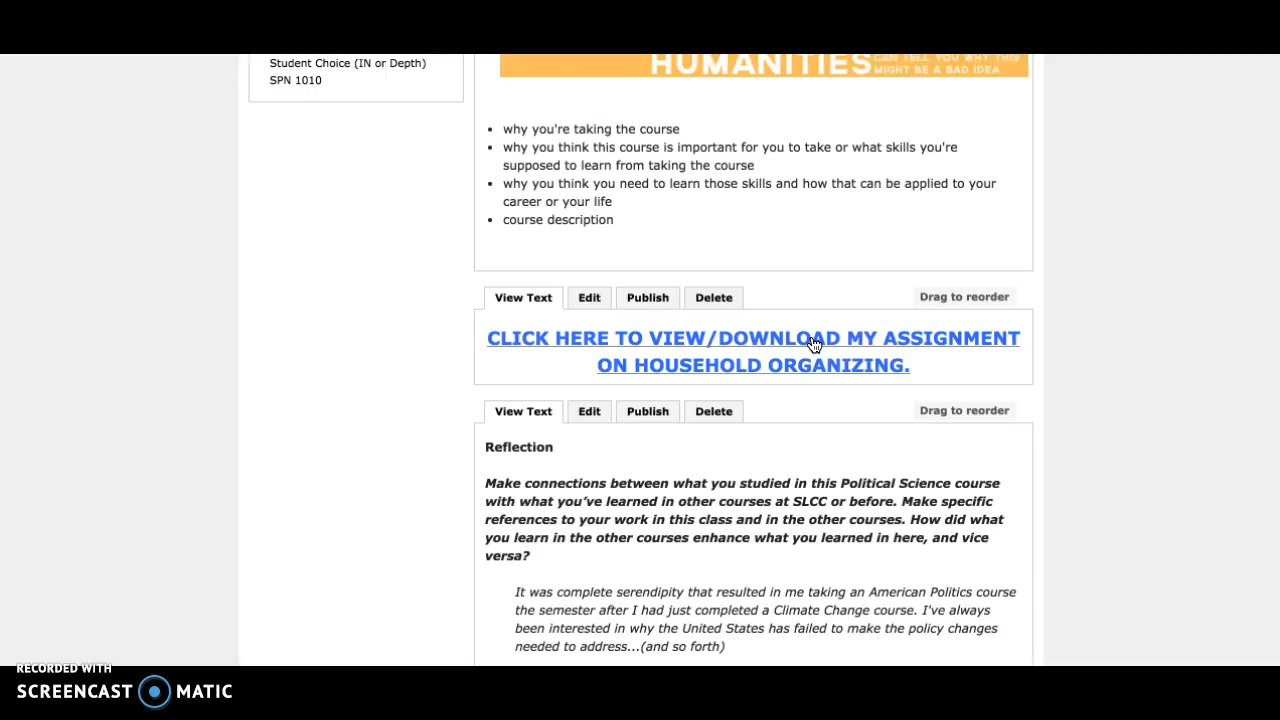 Student Choice (IN or Depth)
SPN 1010
HUMANITIES
CAN TELL YOU WHY THIS
MIGHT BE A BAD IDEA
why you're taking the course
why you think this course is important for you to take or what skills you're
supposed to learn from taking the course
why you think you need to learn those skills and how that can be applied to your
career or your life
course description
View Text Edit Publish Delete Drag to reorder
CLICK HERE TO VIEW/DOWNLOAD MY ASSIGNMENT
ON HOUSEHOLD ORGANIZING.
View Text Edit Publish Delete Drag to reorder
Reflection
Make connections between what you studied in this Political Science course
with what you've learned in other courses at SLCC or before. Make specific
references to your work in this class and in the other courses. How did what
you learn in the other courses enhance what you learned in here, and vice
versa?
It was complete serendipity that resulted in me taking an American Politics course
the semester after I had just completed a Climate Change course. I've always
been interested in why the United States has failed to make the policy changes
needed to address...(and so forth)
RECORDED WITH
SCREENCAST MATIC